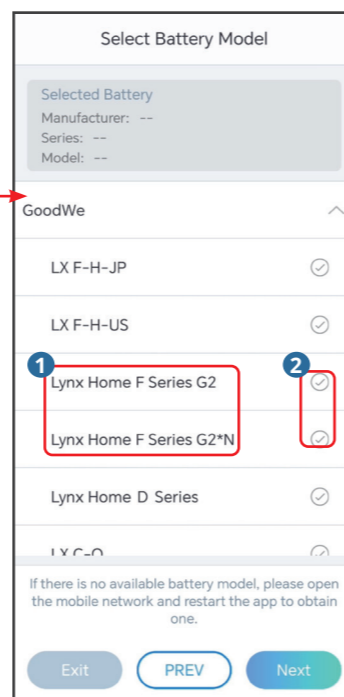 Select Battery Model
Selected Battery
Manufacturer: --
Series: --
Model: --
GoodWe
LX F-H-JP
LX F-H-US
1
2
Lynx Home F Series G2
Lynx Home F Series G2*N
Lynx Home D Series
LX C-O
If there is no available battery model, please open
the mobile network and restart the app to obtain
one.
Exit PREV Next